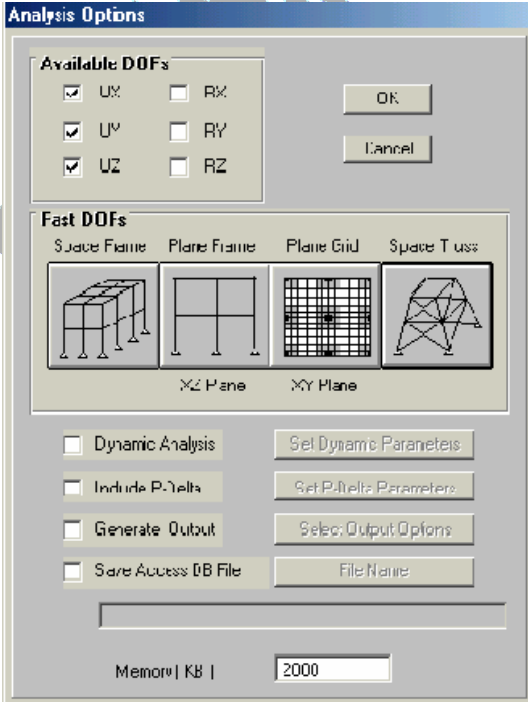 Analysis Options
Available DOFs
UX RX
UY RY
UZ RZ
OK
Cancel
Fast DOFs
Space Frame Plane Frame Plane Grid Space Truss
XZ Plane XY Plane
Dynamic Analysis Set Dynamic Parameters
Include P-Delta Set P-Delta Parameters
Generate Output Select Output Options
Save Access DB File File Name
Memory [ KB ] 2000